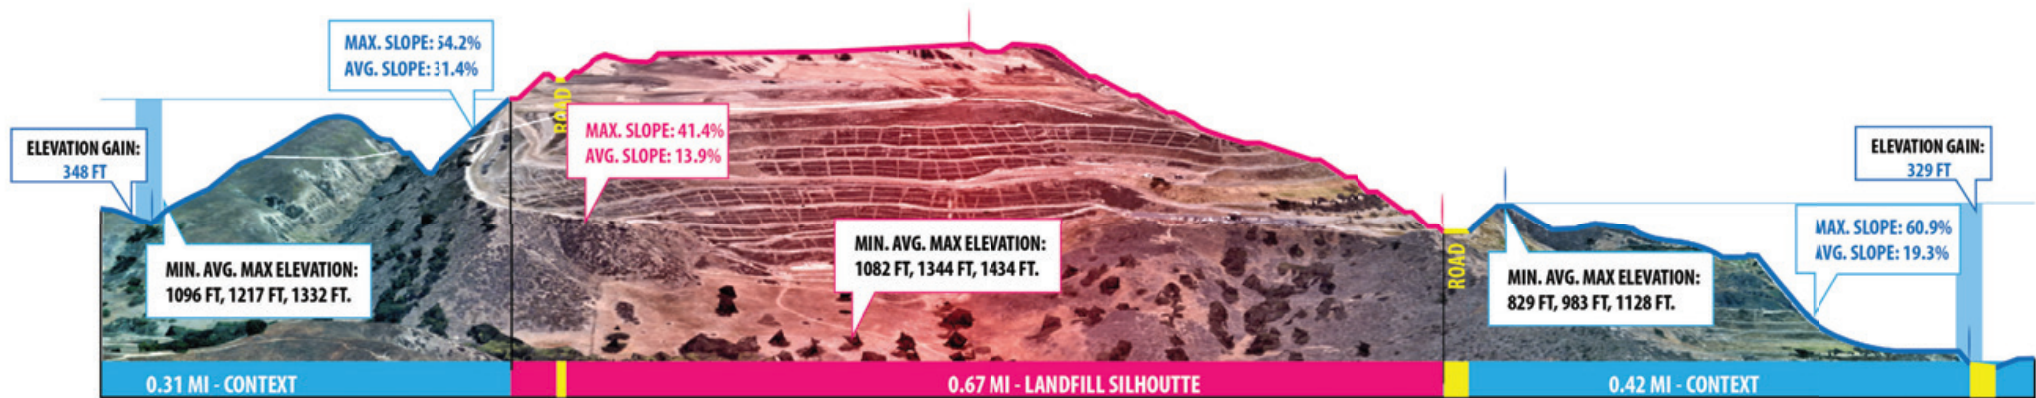 MAX. SLOPE: 54.2%
AVG. SLOPE: 31.4%
ELEVATION GAIN:
348 FT
MIN. AVG. MAX ELEVATION:
1096 FT, 1217 FT, 1332 FT.
ROAD
MAX. SLOPE: 41.4%
AVG. SLOPE: 13.9%
MIN. AVG. MAX ELEVATION:
1082 FT, 1344 FT, 1434 FT.
ROAD
MIN. AVG. MAX ELEVATION:
829 FT, 983 FT, 1128 FT.
MAX. SLOPE: 60.9%
AVG. SLOPE: 19.3%
ELEVATION GAIN:
329 FT
0.31 MI - CONTEXT
0.67 MI - LANDFILL SILHOUTTE
0.42 MI - CONTEXT